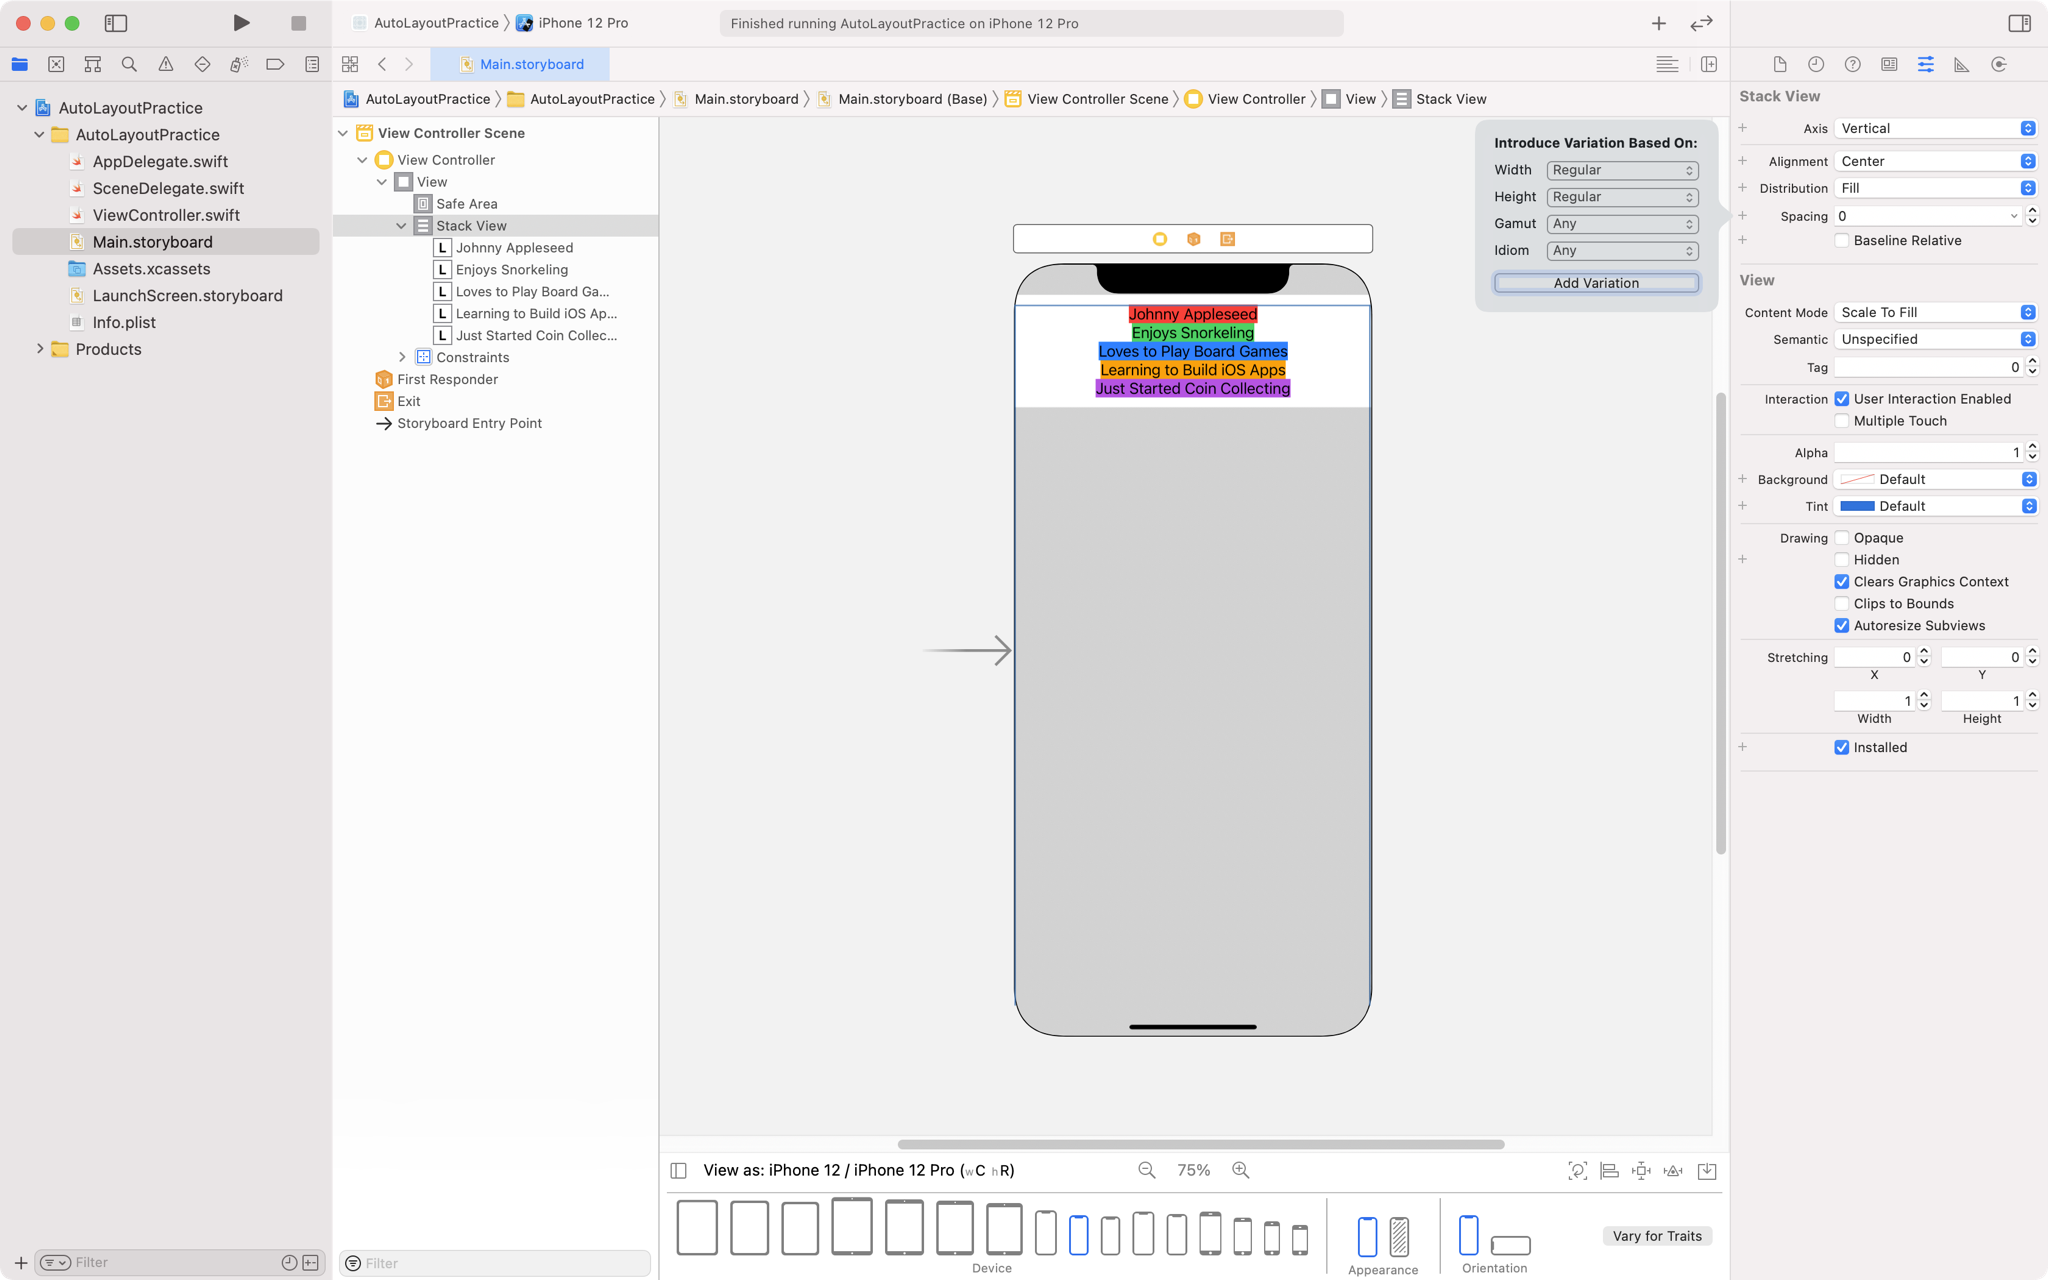 AutoLayoutPractice 〉 iPhone 12 Pro
Finished running AutoLayoutPractice on iPhone 12 Pro
Main.storyboard
AutoLayoutPractice
AutoLayoutPractice
AppDelegate.swift
SceneDelegate.swift
ViewController.swift
Main.storyboard
Assets.xcassets
LaunchScreen.storyboard
Info.plist
Products
Filter
AutoLayoutPractice 〉 AutoLayoutPractice 〉 Main.storyboard 〉 Main.storyboard (Base) 〉 View Controller Scene 〉 View Controller 〉 View 〉 Stack View
View Controller Scene
View Controller
View
Safe Area
Stack View
L Johnny Appleseed
L Enjoys Snorkeling
L Loves to Play Board Ga...
L Learning to Build iOS Ap...
L Just Started Coin Collec...
Constraints
First Responder
Exit
Storyboard Entry Point
Filter
Johnny Appleseed
Enjoys Snorkeling
Loves to Play Board Games
Learning to Build iOS Apps
Just Started Coin Collecting
Introduce Variation Based On:
Width Regular
Height Regular
Gamut Any
Idiom Any
Add Variation
View as: iPhone 12 / iPhone 12 Pro (wC hR)
75%
Device
Appearance
Orientation
Vary for Traits
Stack View
Axis Vertical
Alignment Center
Distribution Fill
Spacing 0
Baseline Relative
View
Content Mode Scale To Fill
Semantic Unspecified
Tag 0
Interaction User Interaction Enabled
Multiple Touch
Alpha 1
Background Default
Tint Default
Drawing Opaque
Hidden
Clears Graphics Context
Clips to Bounds
Autoresize Subviews
Stretching 0 0
X Y
1 1
Width Height
Installed